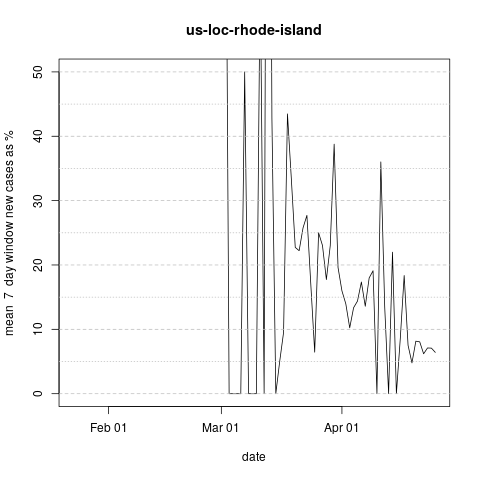 us-loc-rhode-island
50
40
30
20
10
0
mean 7 day window new cases as %
Feb 01
Mar 01
Apr 01
date